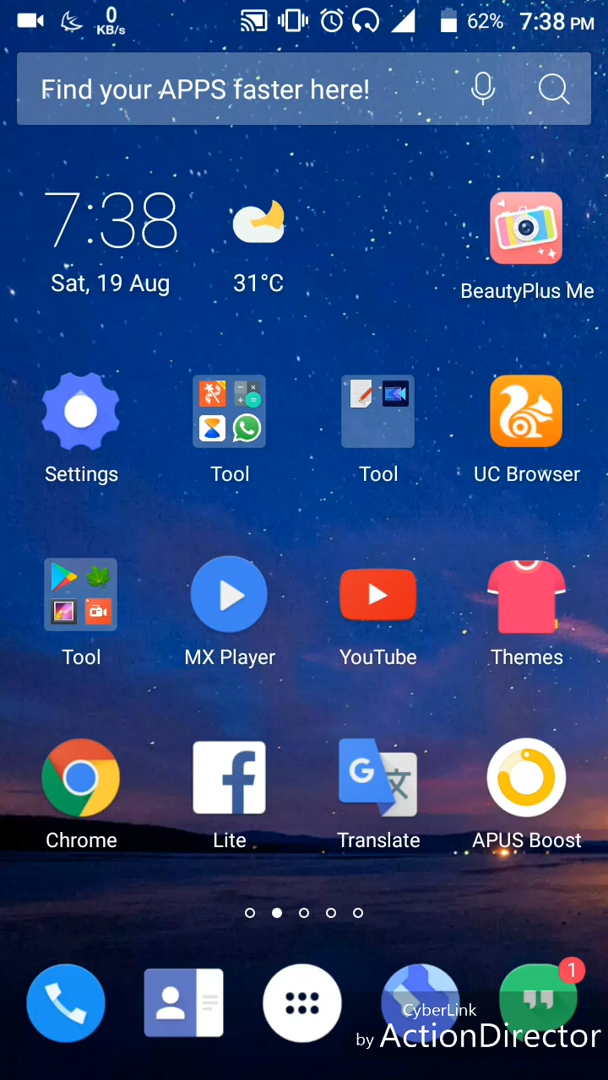 0 KB/s 62% 7:38 PM
Find your APPS faster here!
7:38
Sat, 19 Aug 31°C
BeautyPlus Me
Settings Tool Tool UC Browser
Tool MX Player YouTube Themes
Chrome Lite Translate APUS Boost
1
CyberLink
by ActionDirector